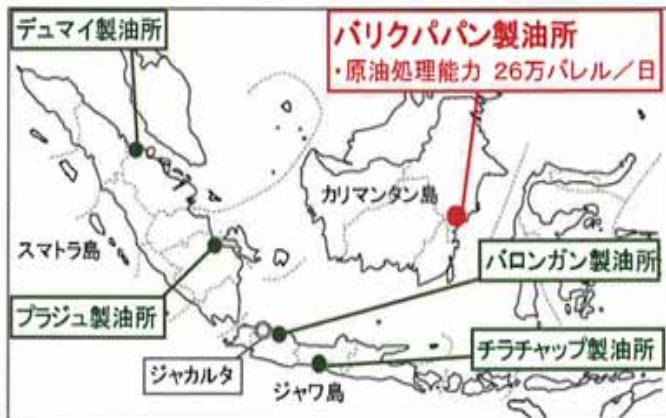 デュマイ製油所
バリクパパン製油所
・原油処理能力 26万バレル／日
カリマンタン島
スマトラ島
バロンガン製油所
プラジュ製油所
チラチャップ製油所
ジャカルタ
ジャワ島